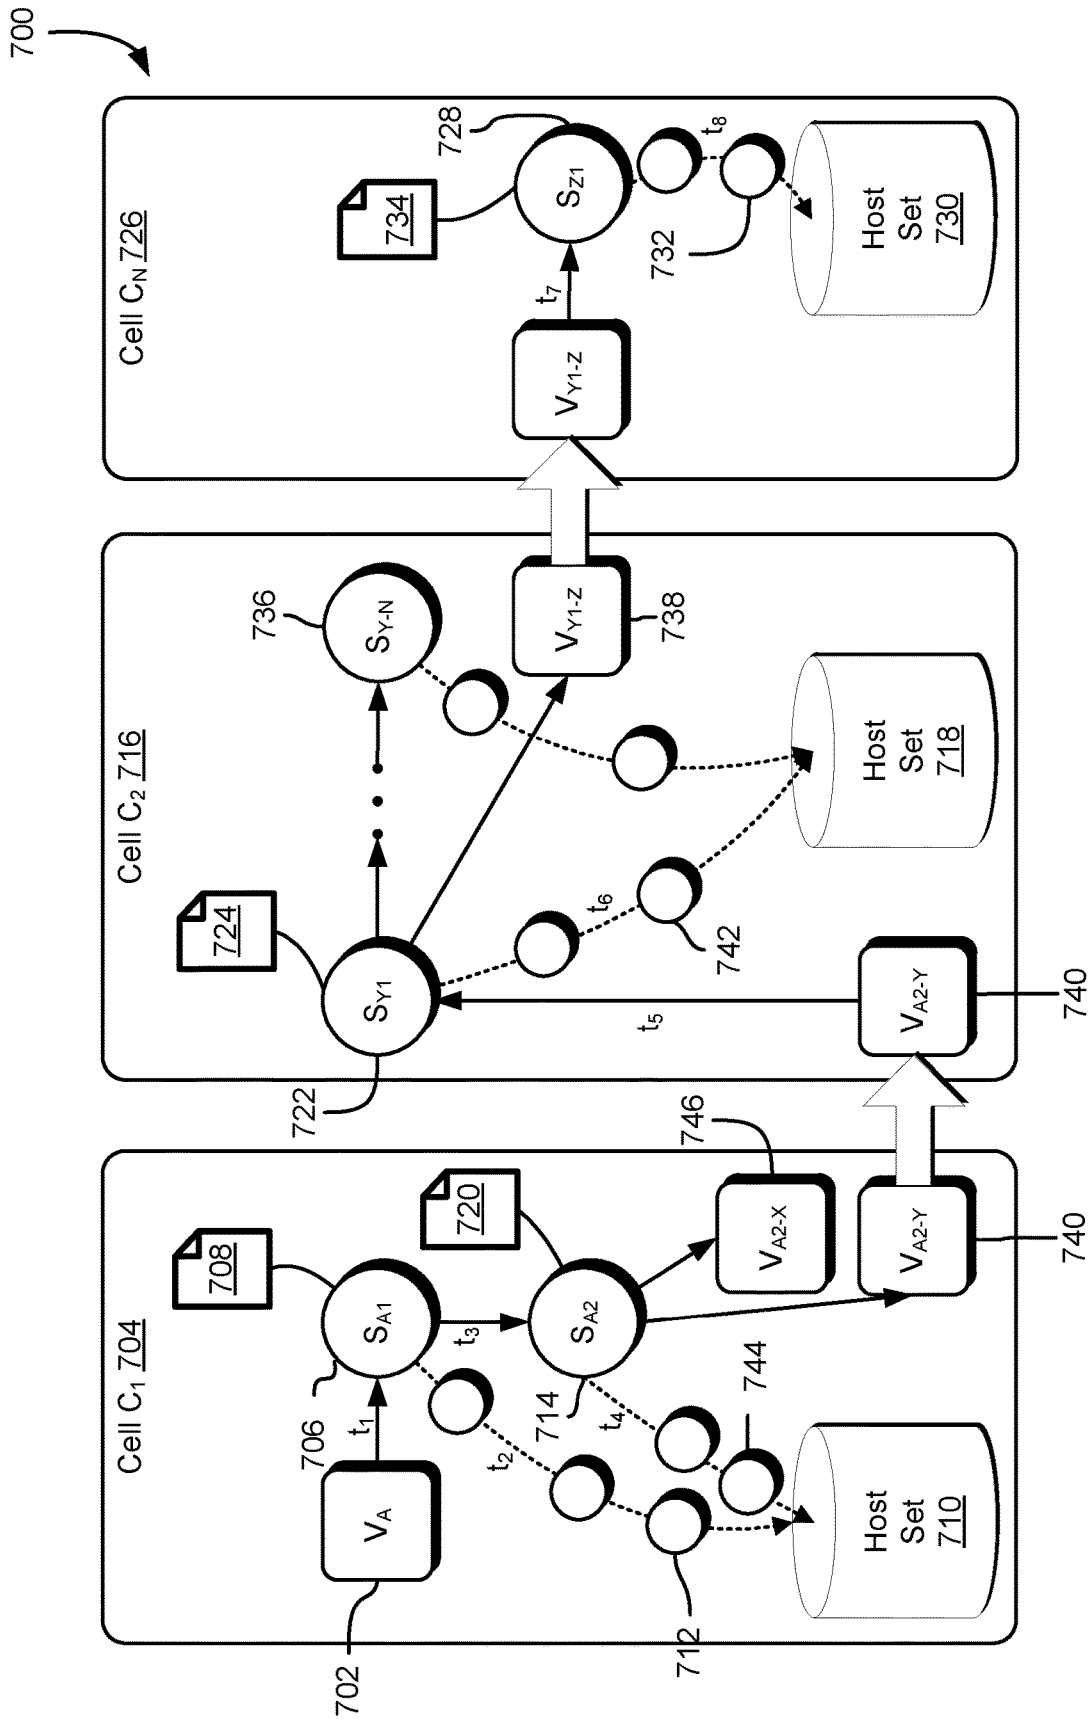 700
Cell C1 704
708
706
SA1
t1
VA
702
t3
t2
720
SA2
714
t4
744
712
746
VA2-X
VA2-Y
740
Host
Set
710
Cell C2 716
724
SY1
722
736
SY-N
VY1-Z
738
t6
742
t5
VA2-Y
740
Host
Set
718
Cell CN 726
734
728
SZ1
t7
VY1-Z
t8
732
Host
Set
730